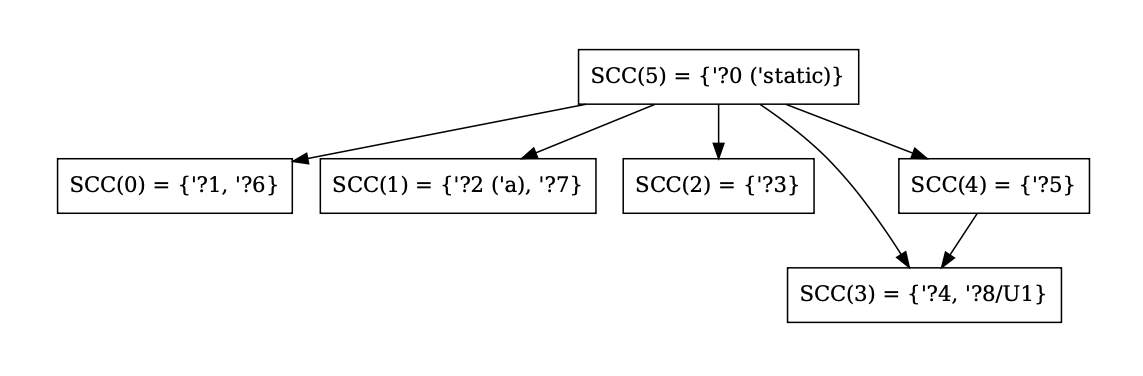 SCC(5) = {'?0 ('static)}
SCC(0) = {'?1, '?6}
SCC(1) = {'?2 ('a), '?7}
SCC(2) = {'?3}
SCC(4) = {'?5}
SCC(3) = {'?4, '?8/U1}